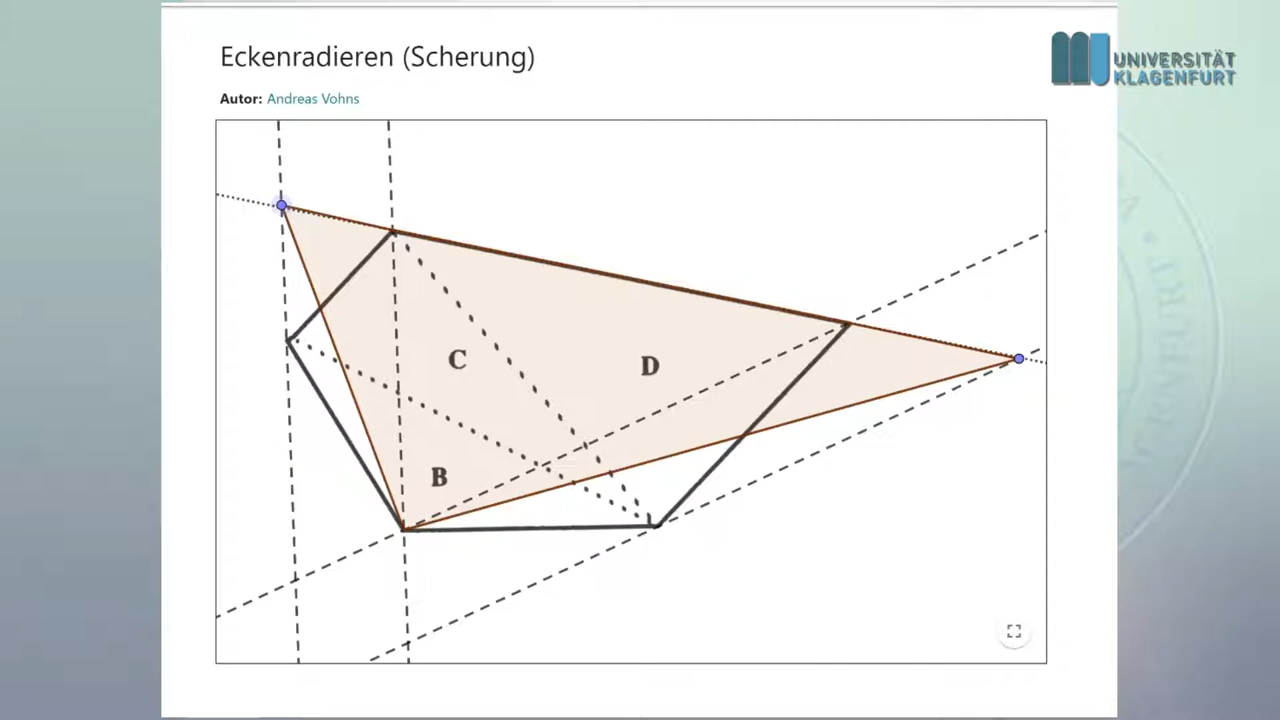 Eckenradieren (Scherung)
UNIVERSITÄT
KLAGENFURT
Autor: Andreas Vohns
C
D
B